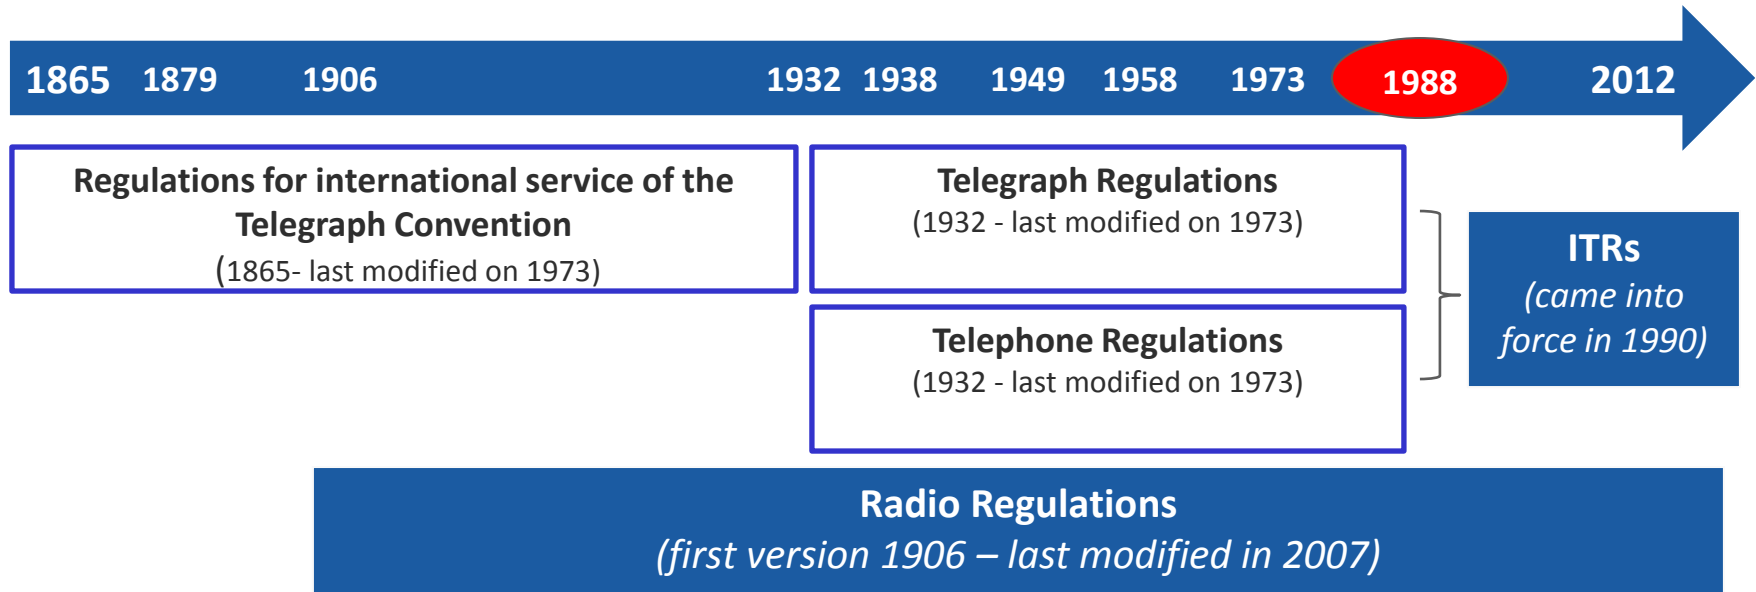 1865 1879 1906 1932 1938 1949 1958 1973 1988 2012
Regulations for international service of the
Telegraph Convention
(1865- last modified on 1973)
Telegraph Regulations
(1932 - last modified on 1973)
Telephone Regulations
(1932 - last modified on 1973)
ITRs
(came into
force in 1990)
Radio Regulations
(first version 1906 – last modified in 2007)